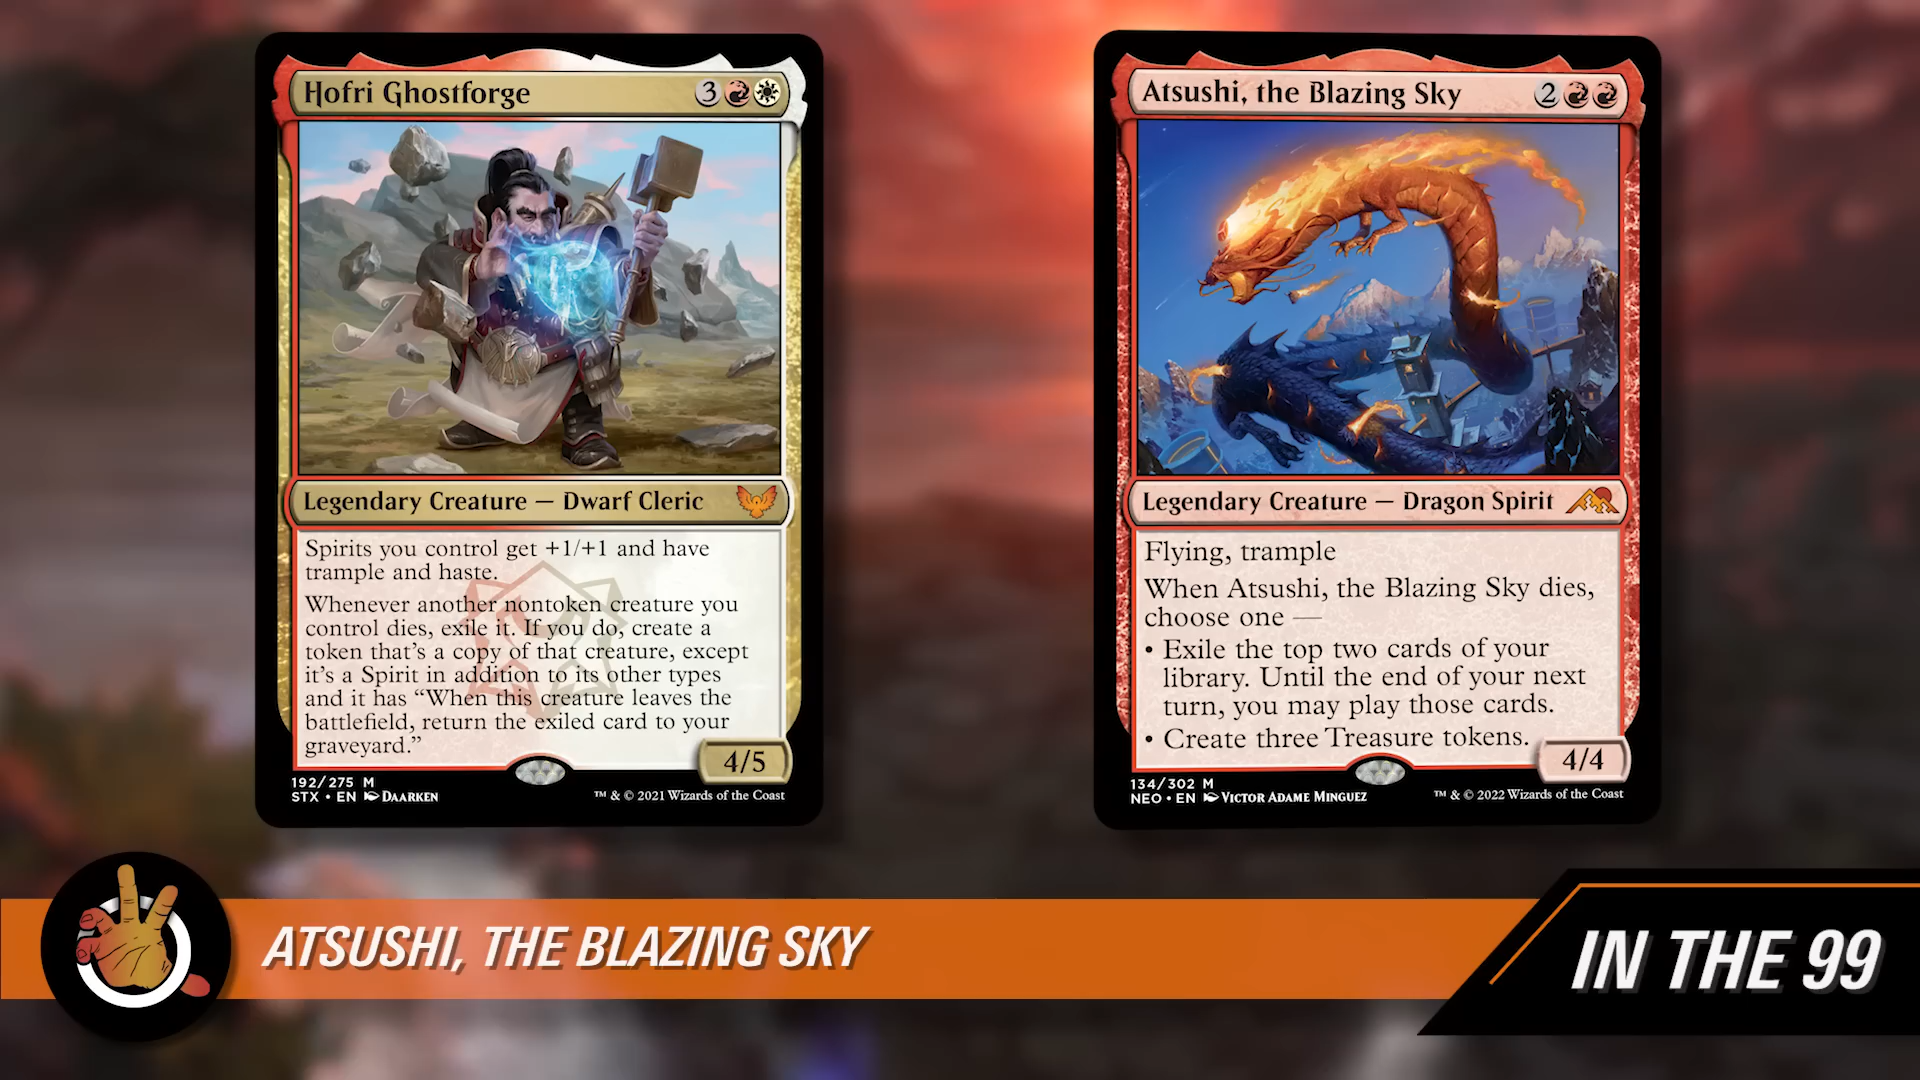 Hofri Ghostforge
3
Legendary Creature — Dwarf Cleric
Spirits you control get +1/+1 and have
trample and haste.
Whenever another nontoken creature you
control dies, exile it. If you do, create a
token that's a copy of that creature, except
it's a Spirit in addition to its other types
and it has “When this creature leaves the
battlefield, return the exiled card to your
graveyard.”
4/5
192/275 M
STX • EN DAARKEN
™ & © 2021 Wizards of the Coast
Atsushi, the Blazing Sky
2
Legendary Creature — Dragon Spirit
Flying, trample
When Atsushi, the Blazing Sky dies,
choose one —
• Exile the top two cards of your
library. Until the end of your next
turn, you may play those cards.
• Create three Treasure tokens.
4/4
134/302 M
NEO • EN VICTOR ADAME MINGUEZ
™ & © 2022 Wizards of the Coast
ATSUSHI, THE BLAZING SKY
IN THE 99